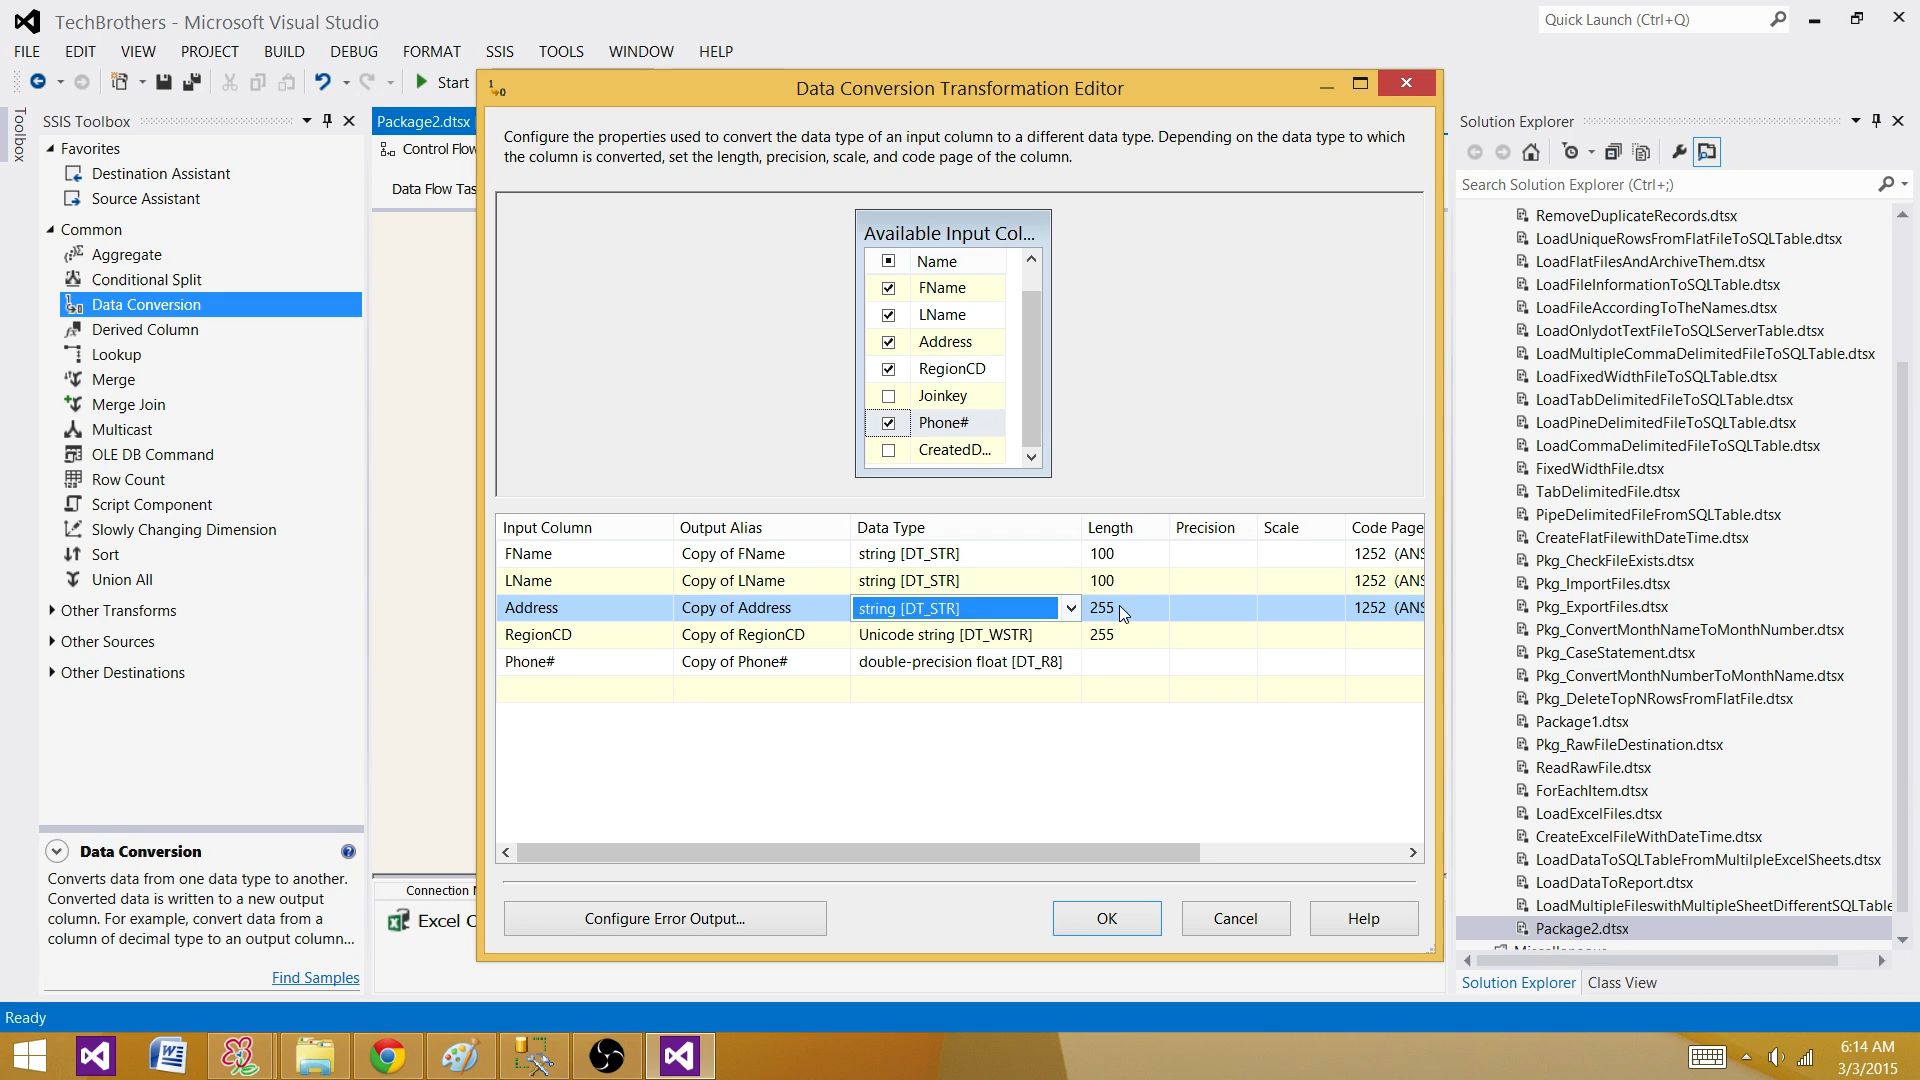 TechBrothers - Microsoft Visual Studio
Quick Launch (Ctrl+Q)
FILE EDIT VIEW PROJECT BUILD DEBUG FORMAT SSIS TOOLS WINDOW HELP
Start
Toolbox
SSIS Toolbox
Favorites
Destination Assistant
Source Assistant
Common
Aggregate
Conditional Split
Data Conversion
Derived Column
Lookup
Merge
Merge Join
Multicast
OLE DB Command
Row Count
Script Component
Slowly Changing Dimension
Sort
Union All
Other Transforms
Other Sources
Other Destinations
Data Conversion
Converts data from one data type to another.
Converted data is written to a new output
column. For example, convert data from a
column of decimal type to an output column...
Find Samples
Package2.dtsx
Control Flow
Data Flow Tas
Connection
Excel C
Data Conversion Transformation Editor
Configure the properties used to convert the data type of an input column to a different data type. Depending on the data type to which
the column is converted, set the length, precision, scale, and code page of the column.
Available Input Col...
Name
FName
LName
Address
RegionCD
Joinkey
Phone#
CreatedD...
Input Column Output Alias Data Type Length Precision Scale Code Page
FName Copy of FName string [DT_STR] 100 1252 (ANS
LName Copy of LName string [DT_STR] 100 1252 (ANS
Address Copy of Address string [DT_STR] 255 1252 (ANS
RegionCD Copy of RegionCD Unicode string [DT_WSTR] 255
Phone# Copy of Phone# double-precision float [DT_R8]
Configure Error Output... OK Cancel Help
Solution Explorer
Search Solution Explorer (Ctrl+;)
RemoveDuplicateRecords.dtsx
LoadUniqueRowsFromFlatFileToSQLTable.dtsx
LoadFlatFilesAndArchiveThem.dtsx
LoadFileInformationToSQLTable.dtsx
LoadFileAccordingToTheNames.dtsx
LoadOnlydotTextFileToSQLServerTable.dtsx
LoadMultipleCommaDelimitedFileToSQLTable.dtsx
LoadFixedWidthFileToSQLTable.dtsx
LoadTabDelimitedFileToSQLTable.dtsx
LoadPineDelimitedFileToSQLTable.dtsx
LoadCommaDelimitedFileToSQLTable.dtsx
FixedWidthFile.dtsx
TabDelimitedFile.dtsx
PipeDelimitedFileFromSQLTable.dtsx
CreateFlatFilewithDateTime.dtsx
Pkg_CheckFileExists.dtsx
Pkg_ImportFiles.dtsx
Pkg_ExportFiles.dtsx
Pkg_ConvertMonthNameToMonthNumber.dtsx
Pkg_CaseStatement.dtsx
Pkg_ConvertMonthNumberToMonthName.dtsx
Pkg_DeleteTopNRowsFromFlatFile.dtsx
Package1.dtsx
Pkg_RawFileDestination.dtsx
ReadRawFile.dtsx
ForEachItem.dtsx
LoadExcelFiles.dtsx
CreateExcelFileWithDateTime.dtsx
LoadDataToSQLTableFromMultilpleExcelSheets.dtsx
LoadDataToReport.dtsx
LoadMultipleFileswithMultipleSheetDifferentSQLTable
Package2.dtsx
Solution Explorer Class View
Ready
6:14 AM
3/3/2015